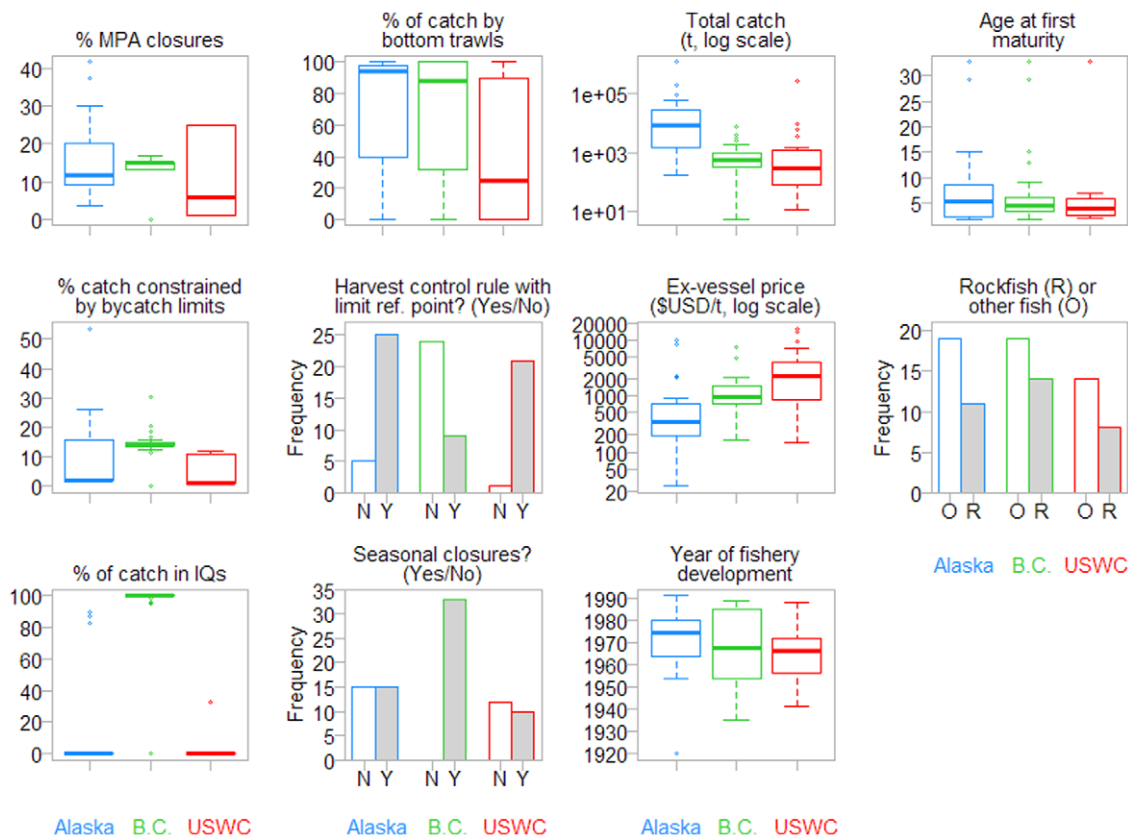 % MPA closures
40
30
20
10
0
% of catch by
bottom trawls
100
80
60
40
20
0
Total catch
(t, log scale)
1e+05
1e+03
1e+01
Age at first
maturity
30
25
20
15
10
5
% catch constrained
by bycatch limits
50
40
30
20
10
0
Harvest control rule with
limit ref. point? (Yes/No)
Frequency
25
20
15
10
5
0
N Y N Y N Y
Ex-vessel price
($USD/t, log scale)
20000
10000
5000
2000
1000
500
200
100
50
20
Rockfish (R) or
other fish (O)
Frequency
20
15
10
5
0
O R O R O R
Alaska B.C. USWC
% of catch in IQs
100
80
60
40
20
0
Alaska B.C. USWC
Seasonal closures?
(Yes/No)
Frequency
35
30
25
20
15
10
5
0
N Y N Y N Y
Alaska B.C. USWC
Year of fishery
development
1990
1980
1970
1960
1950
1940
1930
1920
Alaska B.C. USWC